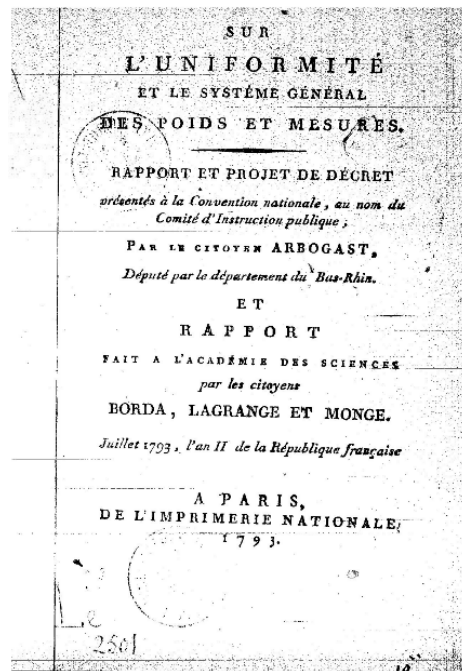 SUR
L'UNIFORMITÉ
ET LE SYSTÉME GÉNÉRAL
DES POIDS ET MESURES.
RAPPORT ET PROJET DE DÉCRET
présentés à la Convention nationale, au nom du
Comité d'Instruction publique;
PAR LE CITOYEN ARBOGAST,
Député par le département du Bas-Rhin.
ET
RAPPORT
FAIT A L'ACADÉMIE DES SCIENCES
par les citoyens
BORDA, LAGRANGE ET MONGE.
Juillet 1793, l'an II de la République française
A PARIS,
DE L'IMPRIMERIE NATIONALE,
1793.
Le
2501